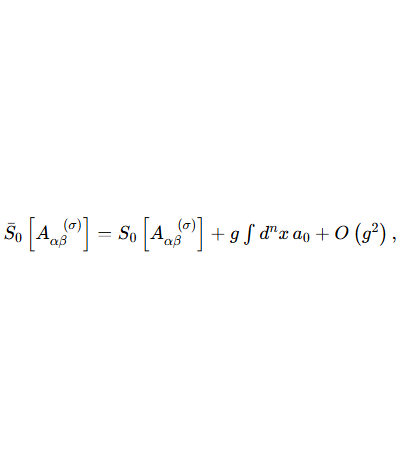 S̄₀ [A_{αβ}^{(σ)}] = S₀ [A_{αβ}^{(σ)}] + g ∫ dⁿx a₀ + O (g²) ,